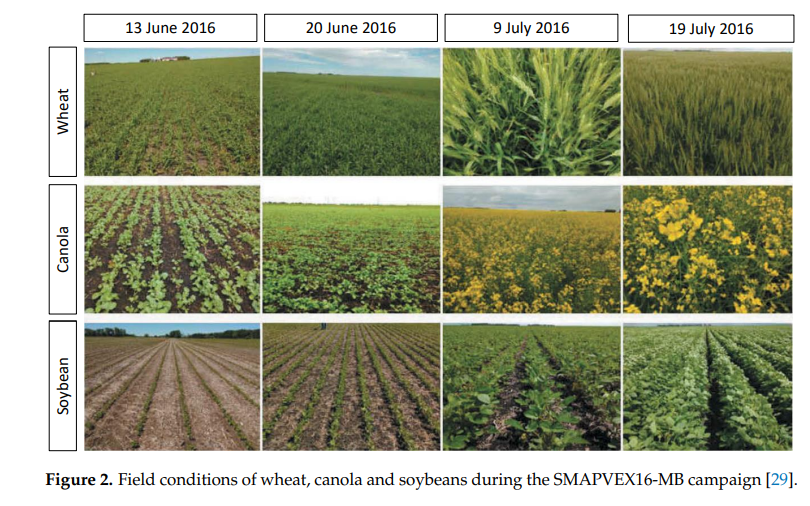 13 June 2016
20 June 2016
9 July 2016
19 July 2016
Wheat
Canola
Soybean
Figure 2. Field conditions of wheat, canola and soybeans during the SMAPVEX16-MB campaign [29].